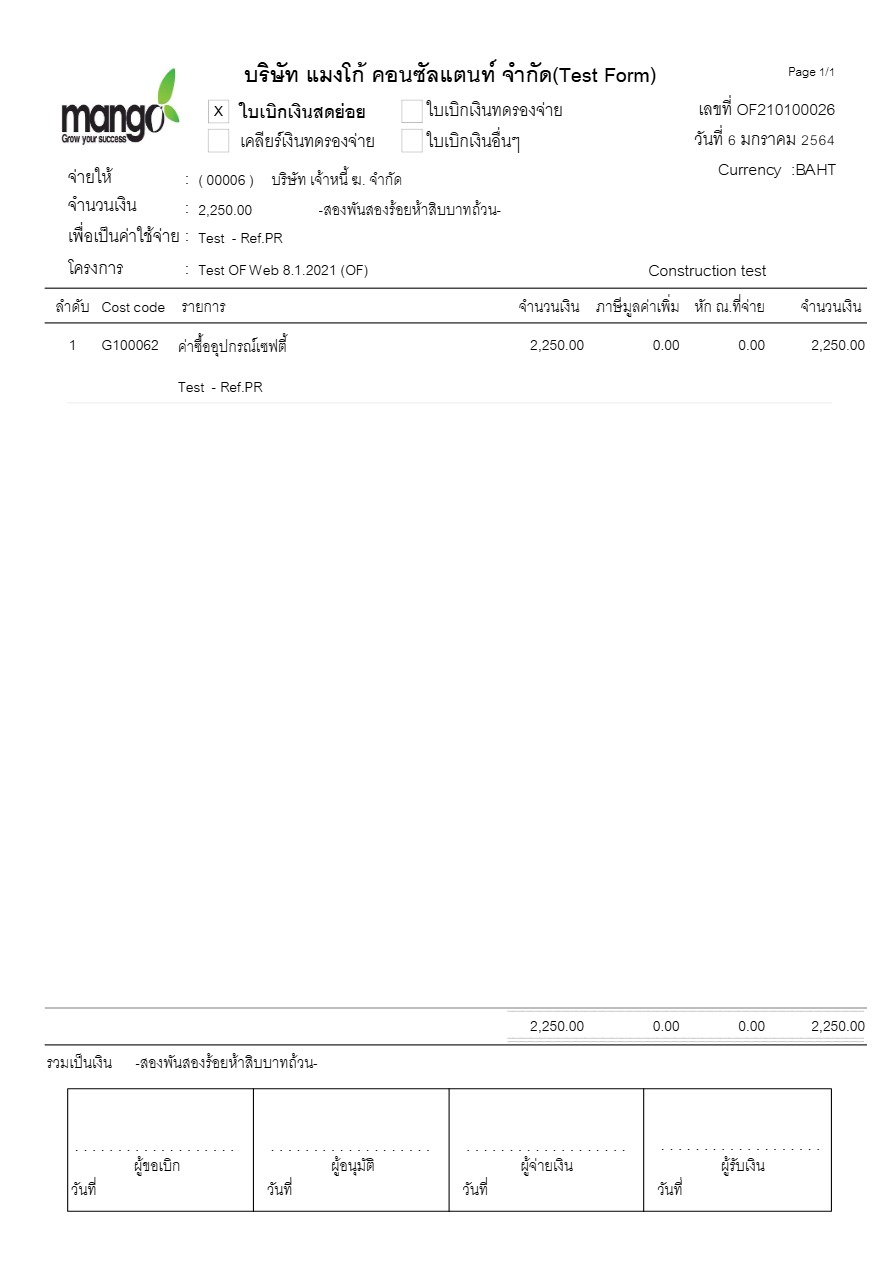 บริษัท แมงโก้ คอนซัลแตนท์ จำกัด(Test Form)
Page 1/1
mango
Grow your success
X ใบเบิกเงินสดย่อย ใบเบิกเงินทดรองจ่าย
เลขที่ OF210100026
เคลียร์เงินทดรองจ่าย ใบเบิกเงินอื่นๆ
วันที่ 6 มกราคม 2564
Currency :BAHT
จ่ายให้ : ( 00006 ) บริษัท เจ้าหนี้ ฆ. จำกัด
จำนวนเงิน : 2,250.00 -สองพันสองร้อยห้าสิบบาทถ้วน-
เพื่อเป็นค่าใช้จ่าย : Test - Ref.PR
โครงการ : Test OF Web 8.1.2021 (OF) Construction test
ลำดับ Cost code รายการ จำนวนเงิน ภาษีมูลค่าเพิ่ม หัก ณ.ที่จ่าย จำนวนเงิน
1 G100062 ค่าซื้ออุปกรณ์เซฟตี้ 2,250.00 0.00 0.00 2,250.00
Test - Ref.PR
2,250.00 0.00 0.00 2,250.00
รวมเป็นเงิน -สองพันสองร้อยห้าสิบบาทถ้วน-
ผู้ขอเบิก ผู้อนุมัติ ผู้จ่ายเงิน ผู้รับเงิน
วันที่ วันที่ วันที่ วันที่